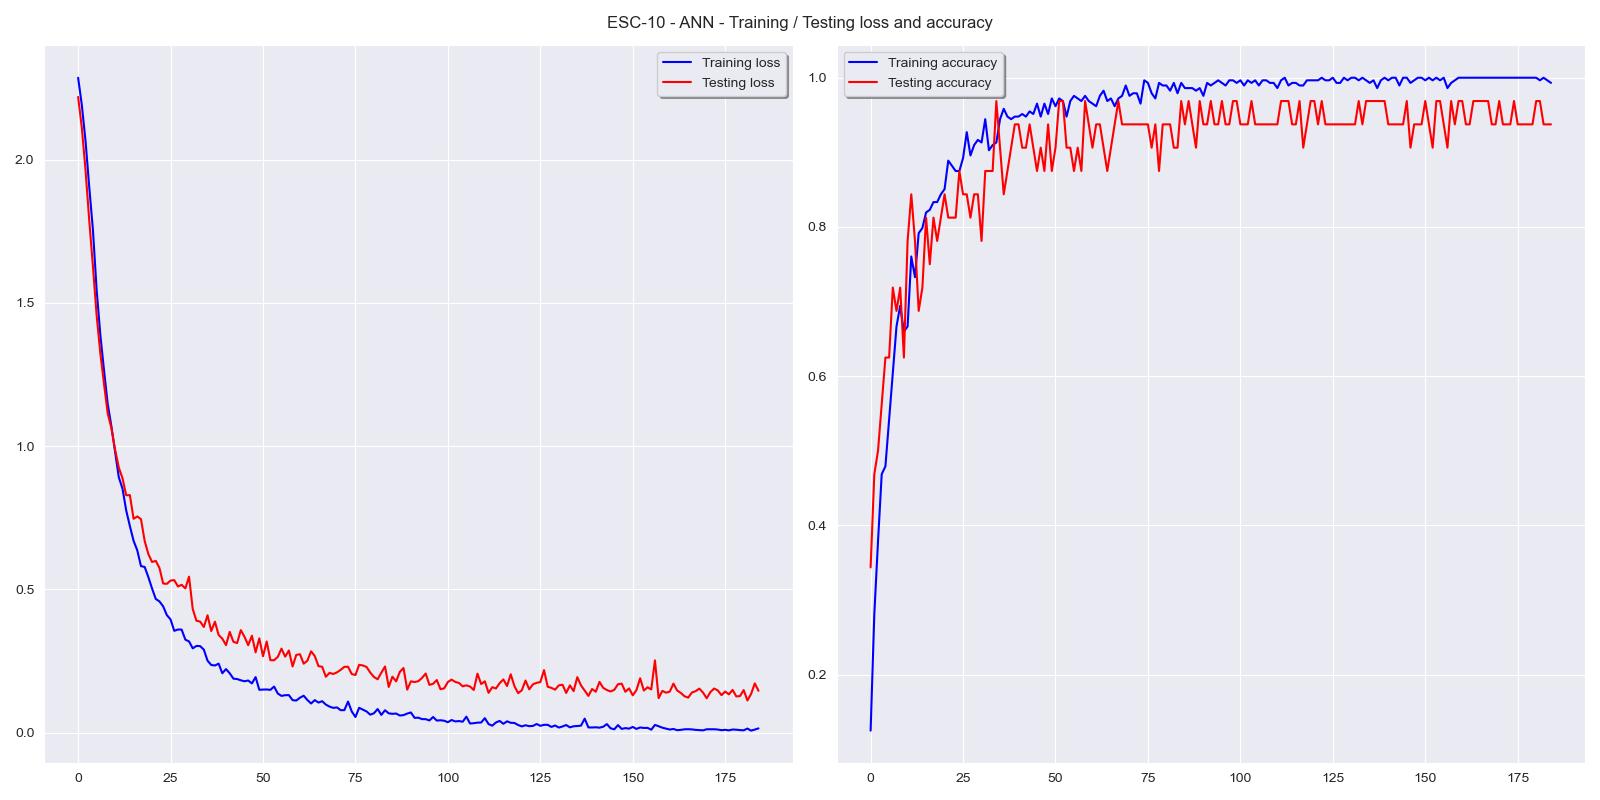 ESC-10 - ANN - Training / Testing loss and accuracy
Training loss
Testing loss
2.0
1.5
1.0
0.5
0.0
0 25 50 75 100 125 150 175
Training accuracy
Testing accuracy
1.0
0.8
0.6
0.4
0.2
0 25 50 75 100 125 150 175